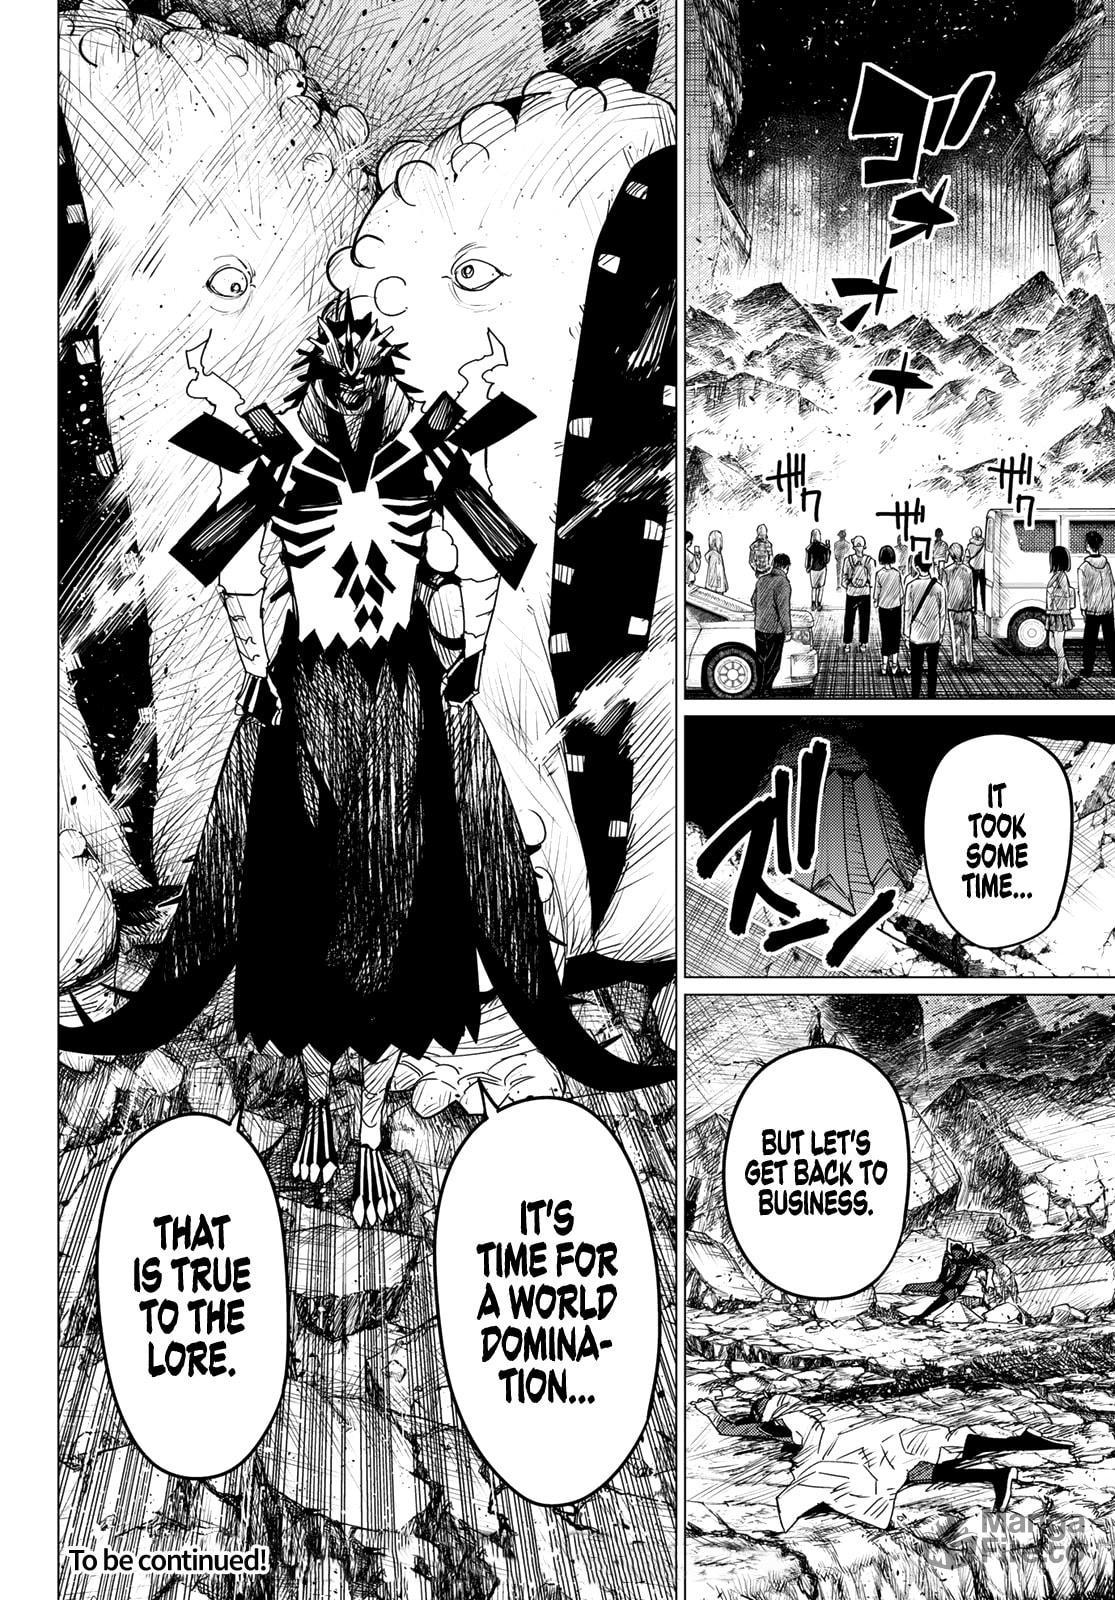 ゴゴゴゴ
ザワ
ザワ
ザワ
IT
TOOK
SOME
TIME...
ズン
BUT LET'S
GET BACK TO
BUSINESS.
IT'S
TIME FOR
A WORLD
DOMINA-
TION...
THAT
IS TRUE
TO THE
LORE.
To be continued!
Manga
Fire.co